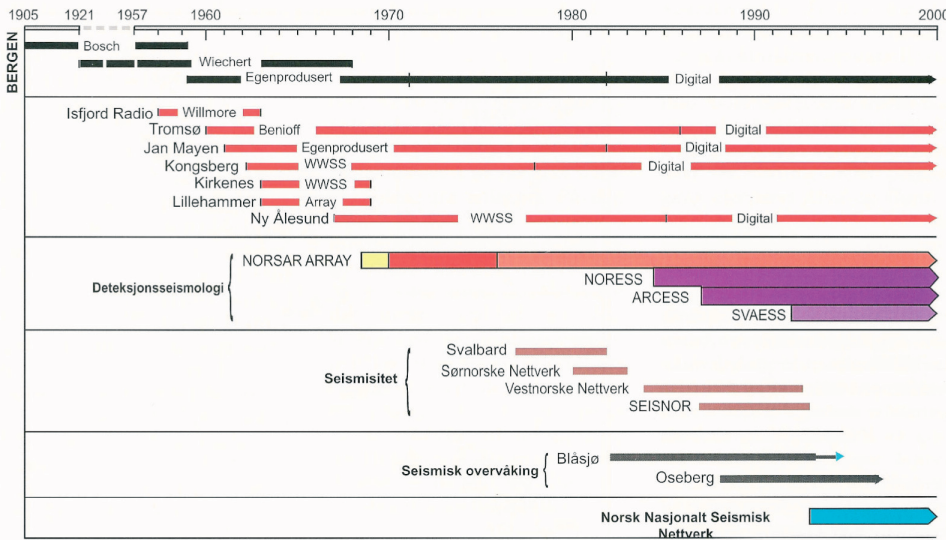 1905 1921 1957 1960 1970 1980 1990 2000
BERGEN
Bosch
Wiechert
Egenprodusert Digital
Isfjord Radio Willmore
Tromsø Benioff Digital
Jan Mayen Egenprodusert Digital
Kongsberg WWSS Digital
Kirkenes WWSS
Lillehammer Array
Ny Ålesund WWSS Digital
NORSAR ARRAY
Deteksjonsseismologi
NORESS
ARCESS
SVAESS
Svalbard
Seismisitet
Sørnorske Nettverk
Vestnorske Nettverk
SEISNOR
Blåsjø
Seismisk overvåking
Oseberg
Norsk Nasjonalt Seismisk
Nettverk